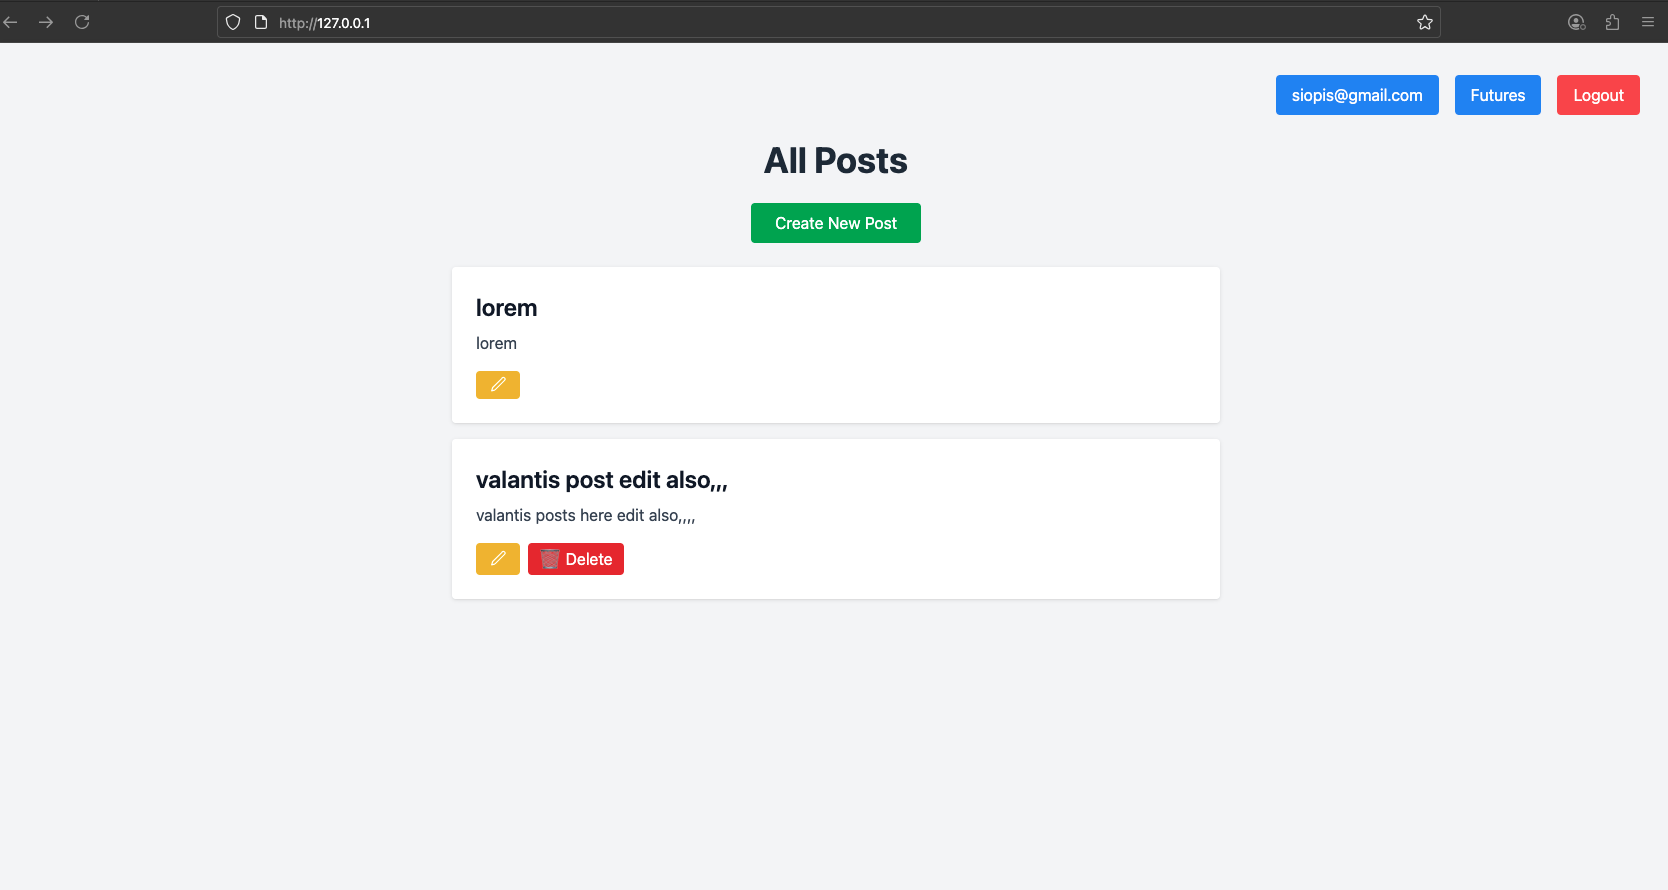 http://127.0.0.1
siopis@gmail.com Futures Logout
All Posts
Create New Post
lorem
lorem
valantis post edit also,,,
valantis posts here edit also,,,,
Delete